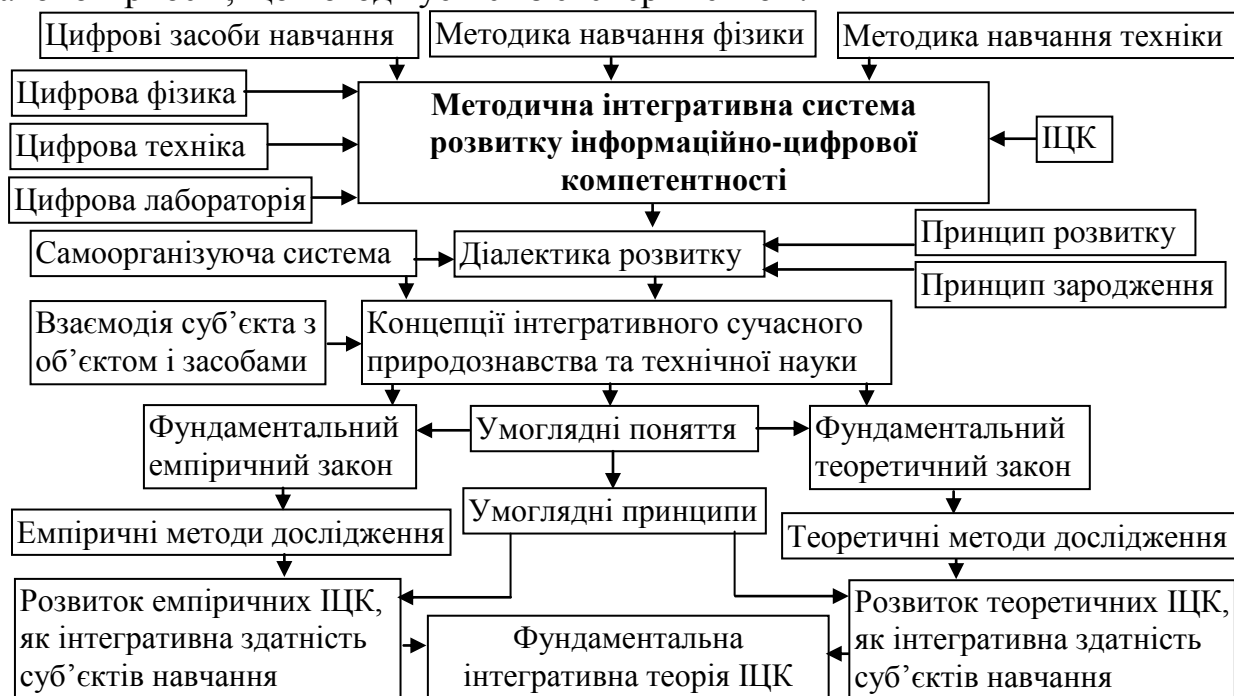 Цифрові засоби навчання
Методика навчання фізики
Методика навчання техніки
Цифрова фізика
Цифрова техніка
Цифрова лабораторія
Методична інтегративна система
розвитку інформаційно-цифрової
компетентності
ІЩК
Самоорганізуюча система
Діалектика розвитку
Принцип розвитку
Принцип зародження
Взаємодія суб’єкта з
об’єктом і засобами
Концепції інтегративного сучасного
природознавства та технічної науки
Фундаментальний
емпіричний закон
Умоглядні поняття
Фундаментальний
теоретичний закон
Умоглядні принципи
Емпіричні методи дослідження
Теоретичні методи дослідження
Розвиток емпіричних ІЩК,
як інтегративна здатність
суб’єктів навчання
Фундаментальна
інтегративна теорія ІЩК
Розвиток теоретичних ІЩК,
як інтегративна здатність
суб’єктів навчання